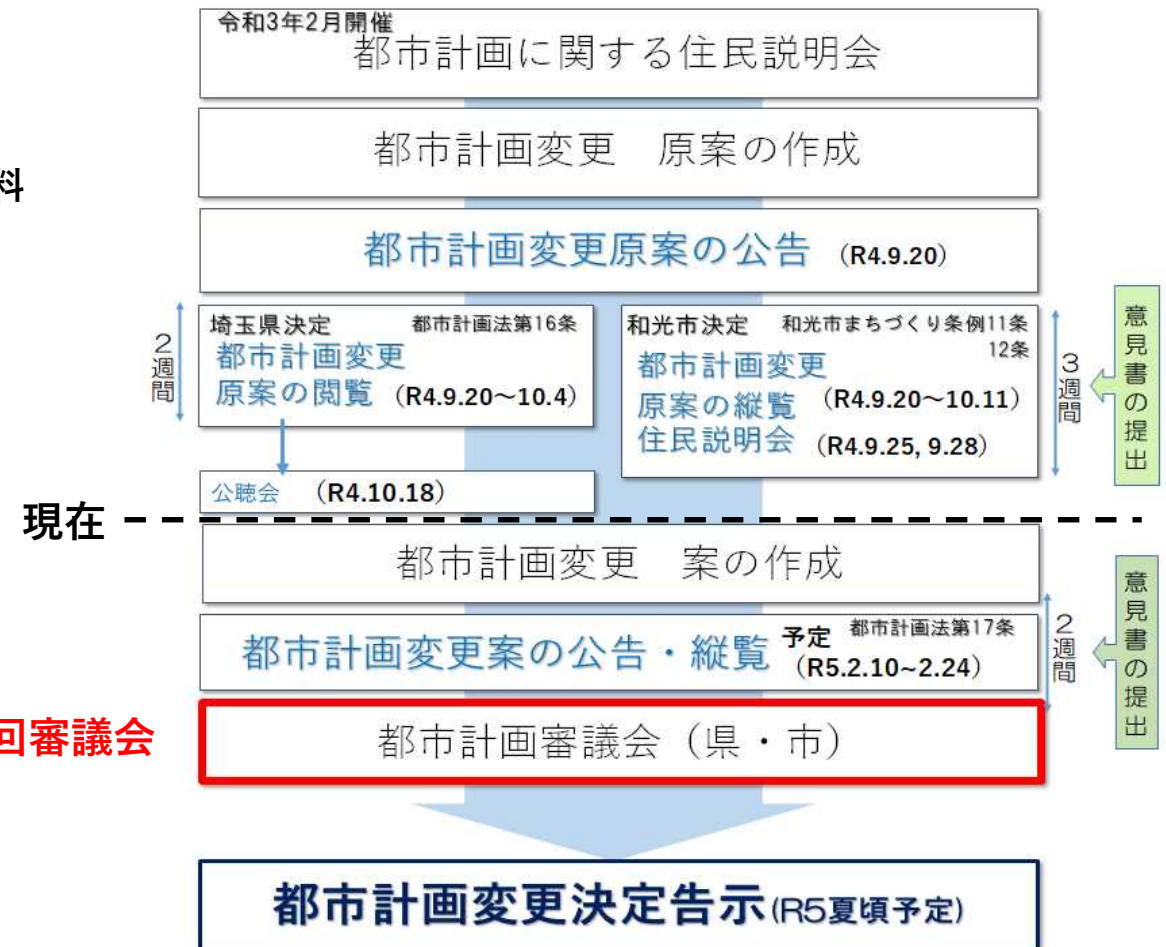 令和3年2月開催
都市計画に関する住民説明会
都市計画変更　原案の作成
料
都市計画変更原案の公告 (R4.9.20)
2週間
埼玉県決定 都市計画法第16条
都市計画変更
原案の閲覧 (R4.9.20～10.4)
和光市決定 和光市まちづくり条例11条
12条
都市計画変更
原案の縦覧 (R4.9.20～10.11)
住民説明会 (R4.9.25, 9.28)
3週間
意見書の提出
公聴会 (R4.10.18)
現在
都市計画変更　案の作成
都市計画変更案の公告・縦覧 予定 都市計画法第17条
(R5.2.10~2.24)
2週間
意見書の提出
回審議会
都市計画審議会（県・市）
都市計画変更決定告示(R5夏頃予定)